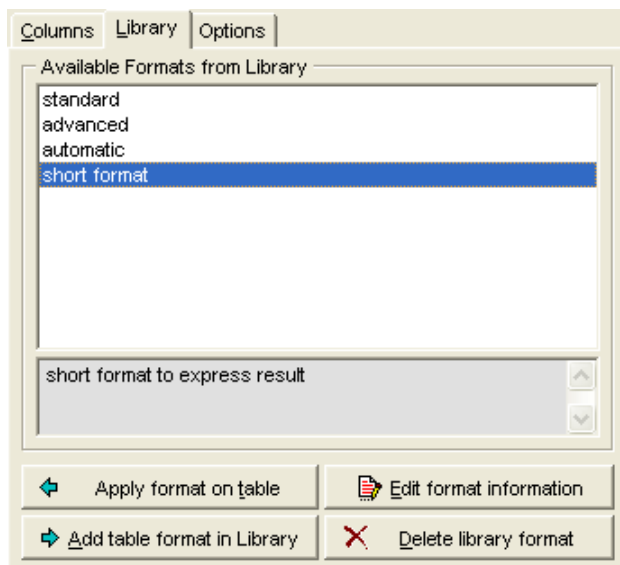 Columns Library Options
Available Formats from Library
standard
advanced
automatic
short format
short format to express result
Apply format on table Edit format information
Add table format in Library Delete library format